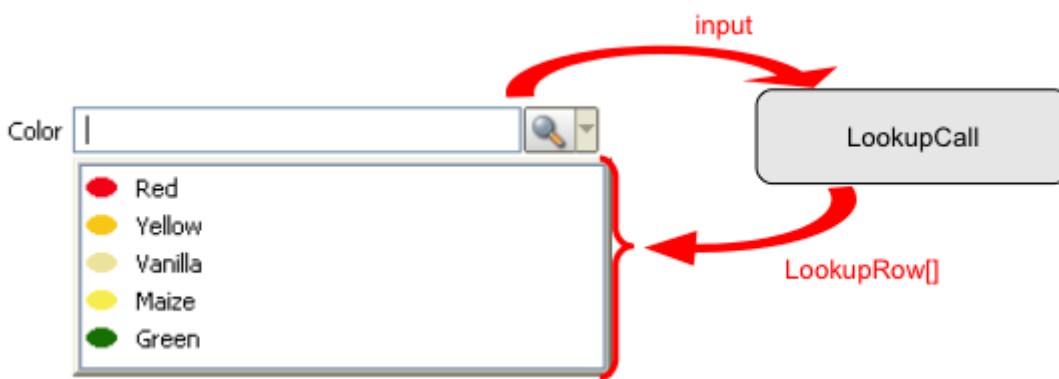 input
Color
LookupCall
Red
Yellow
Vanilla
Maize
Green
LookupRow[]